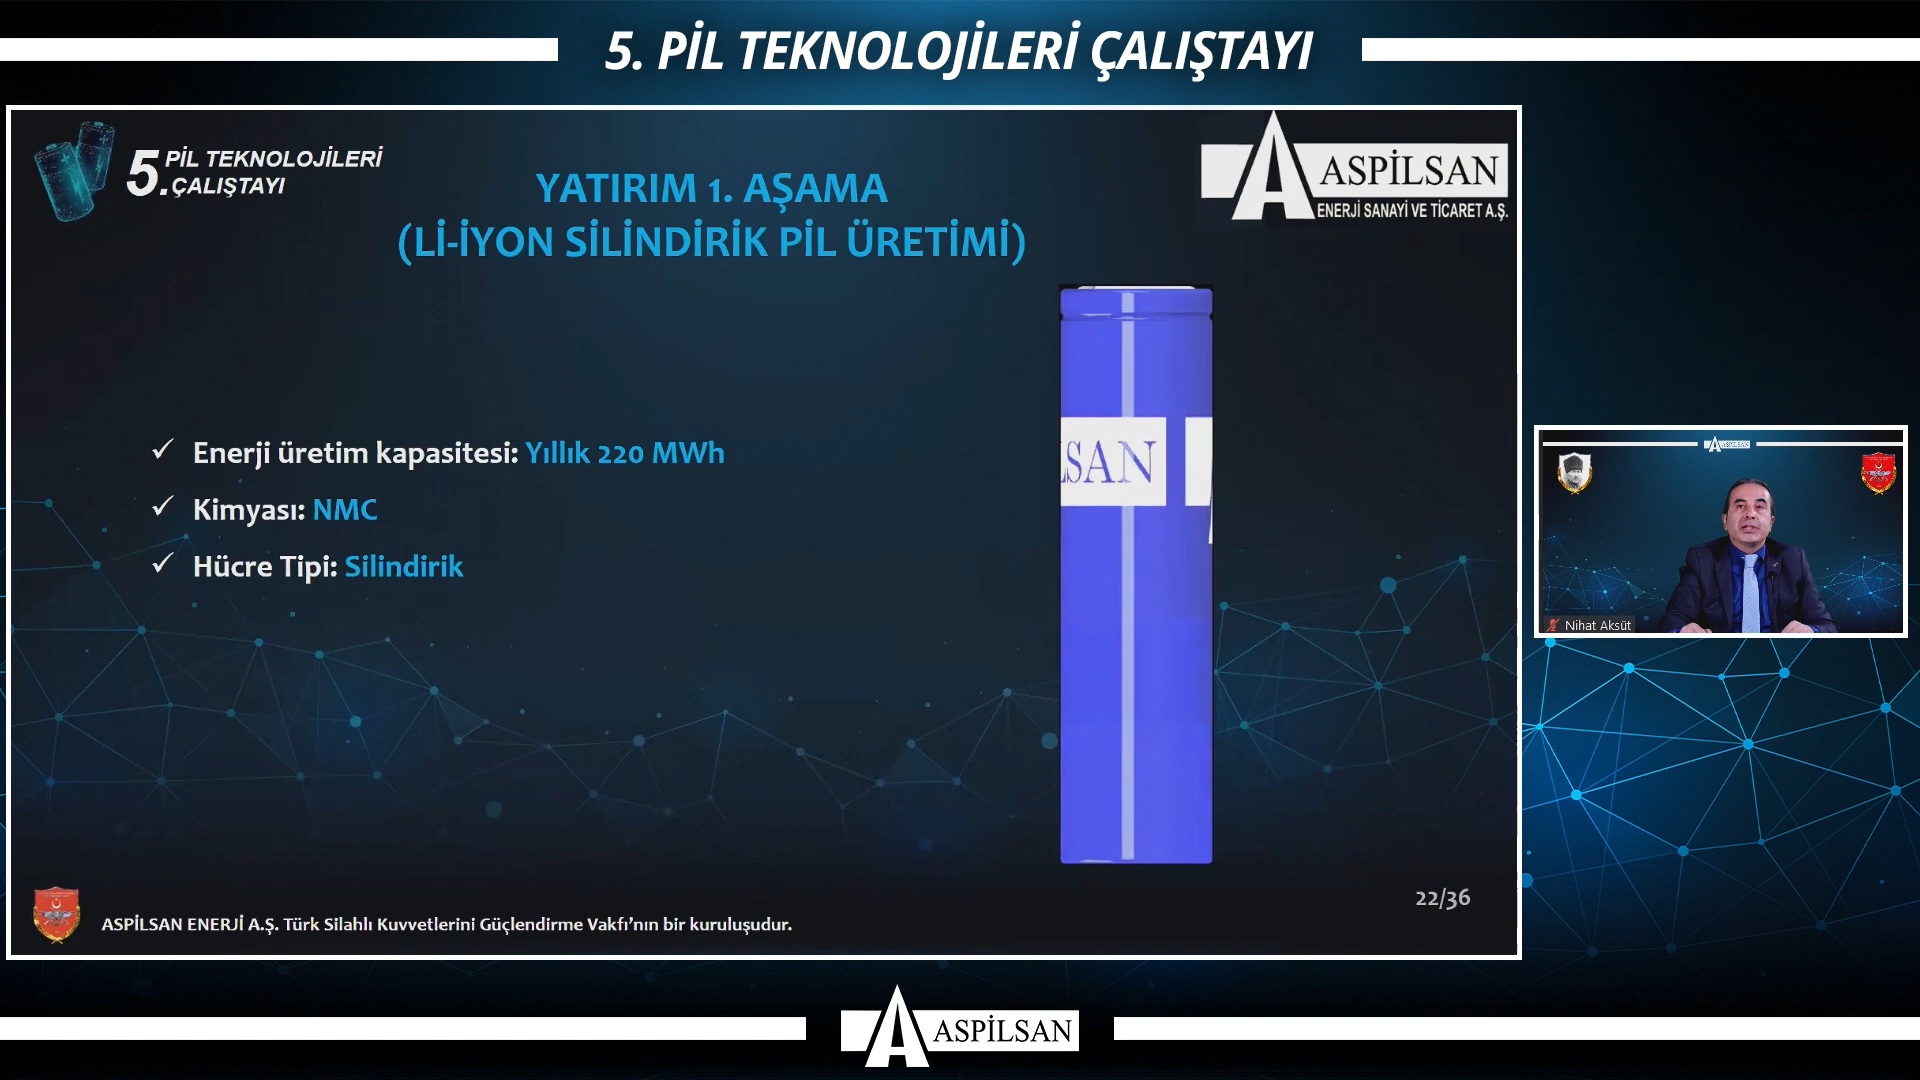 5. PİL TEKNOLOJİLERİ ÇALIŞTAYI
5. PİL TEKNOLOJİLERİ
ÇALIŞTAYI
YATIRIM 1. AŞAMA
(Lİ-İYON SİLİNDİRİK PİL ÜRETİMİ)
ASPİLSAN
ENERJİ SANAYİ VE TİCARET A.Ş.
LSAN
Enerji üretim kapasitesi: Yıllık 220 MWh
Kimyası: NMC
Hücre Tipi: Silindirik
ASPİLSAN
Nihat Aksüt
22/36
ASPİLSAN ENERJİ A.Ş. Türk Silahlı Kuvvetlerini Güçlendirme Vakfı’nın bir kuruluşudur.
ASPİLSAN